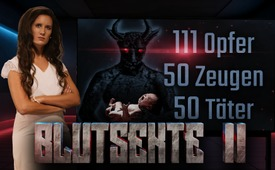 111 Opfer
50 Zeugen
50 Täter
BLUTSEKTE II